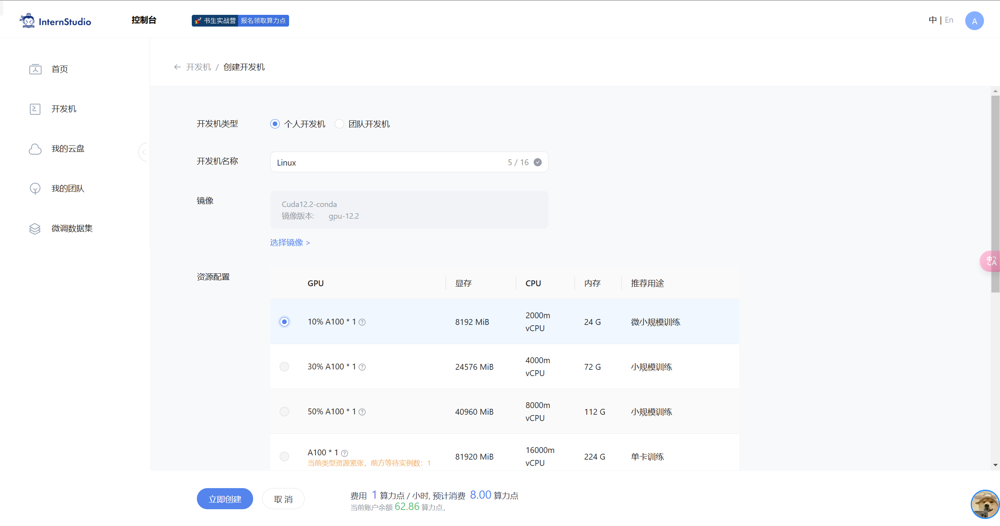 InternStudio
控制台
书生实战营 报名领取算力点
中 | En
A
首页
开发机
我的云盘
我的团队
微调数据集
← 开发机 / 创建开发机
开发机类型
个人开发机
团队开发机
开发机名称
Linux
5 / 16
镜像
Cuda12.2-conda
镜像版本: gpu-12.2
选择镜像 >
资源配置
GPU 显存 CPU 内存 推荐用途
10% A100 * 1 8192 MiB 2000m vCPU 24 G 微小规模训练
30% A100 * 1 24576 MiB 4000m vCPU 72 G 小规模训练
50% A100 * 1 40960 MiB 8000m vCPU 112 G 小规模训练
A100 * 1 81920 MiB 16000m vCPU 224 G 单卡训练
当前类型资源紧张，前方等待实例数：1
立即创建
取 消
费用 1 算力点 / 小时, 预计消费 8.00 算力点
当前账户余额 62.86 算力点,